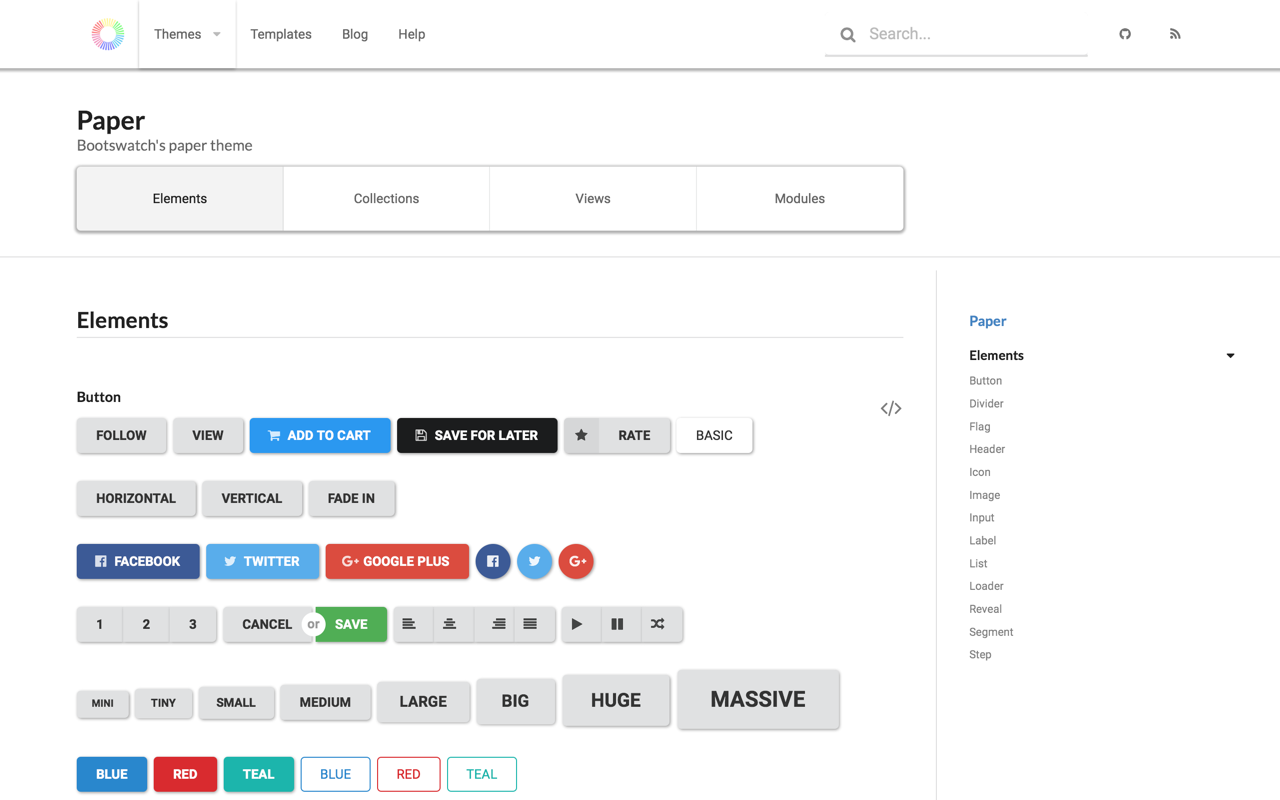 Themes Templates Blog Help Search...
Paper
Bootswatch's paper theme
Elements Collections Views Modules
Elements
Button
FOLLOW VIEW ADD TO CART SAVE FOR LATER RATE BASIC
HORIZONTAL VERTICAL FADE IN
FACEBOOK TWITTER G+ GOOGLE PLUS G+
1 2 3 CANCEL or SAVE
MINI TINY SMALL MEDIUM LARGE BIG HUGE MASSIVE
BLUE RED TEAL BLUE RED TEAL
Paper
Elements
Button
Divider
Flag
Header
Icon
Image
Input
Label
List
Loader
Reveal
Segment
Step